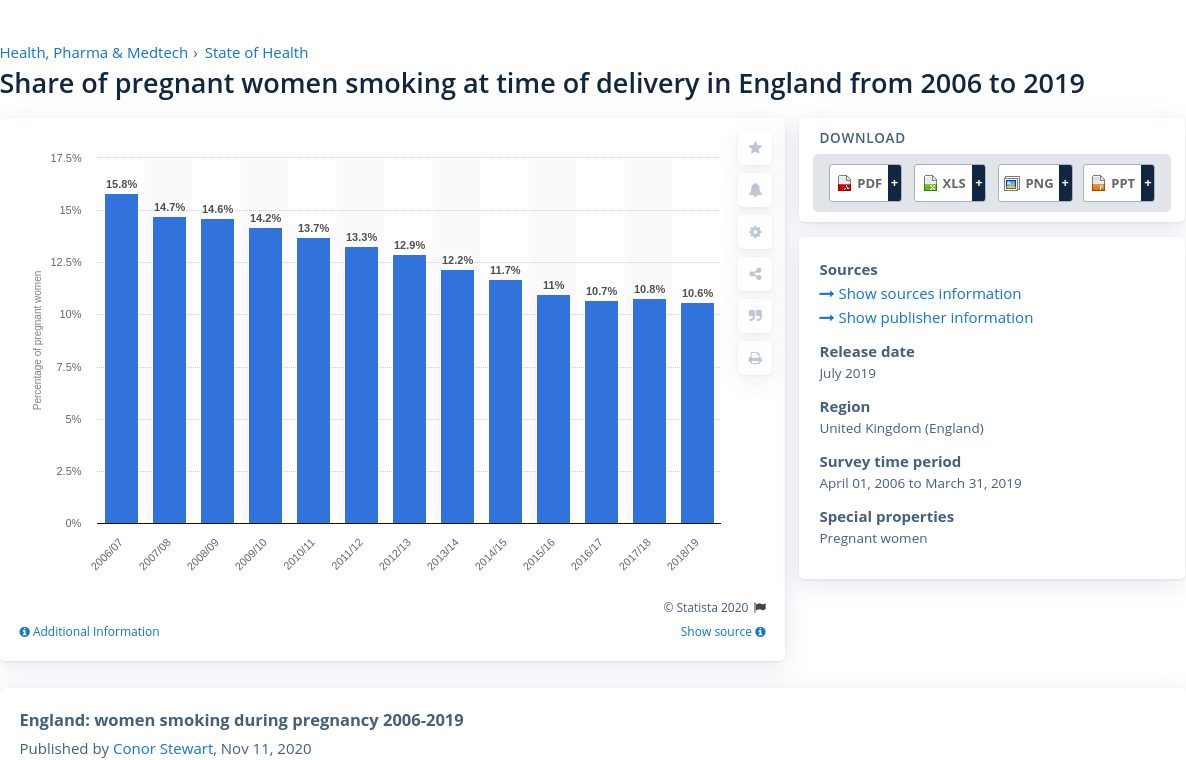 Health, Pharma & Medtech › State of Health
Share of pregnant women smoking at time of delivery in England from 2006 to 2019
17.5%
15%
12.5%
10%
7.5%
5%
2.5%
0%
Percentage of pregnant women
15.8%
14.7%
14.6%
14.2%
13.7%
13.3%
12.9%
12.2%
11.7%
11%
10.7%
10.8%
10.6%
2006/07
2007/08
2008/09
2009/10
2010/11
2011/12
2012/13
2013/14
2014/15
2015/16
2016/17
2017/18
2018/19
© Statista 2020
Additional Information
Show source
DOWNLOAD
PDF +
XLS +
PNG +
PPT +
Sources
Show sources information
Show publisher information
Release date
July 2019
Region
United Kingdom (England)
Survey time period
April 01, 2006 to March 31, 2019
Special properties
Pregnant women
England: women smoking during pregnancy 2006-2019
Published by Conor Stewart, Nov 11, 2020